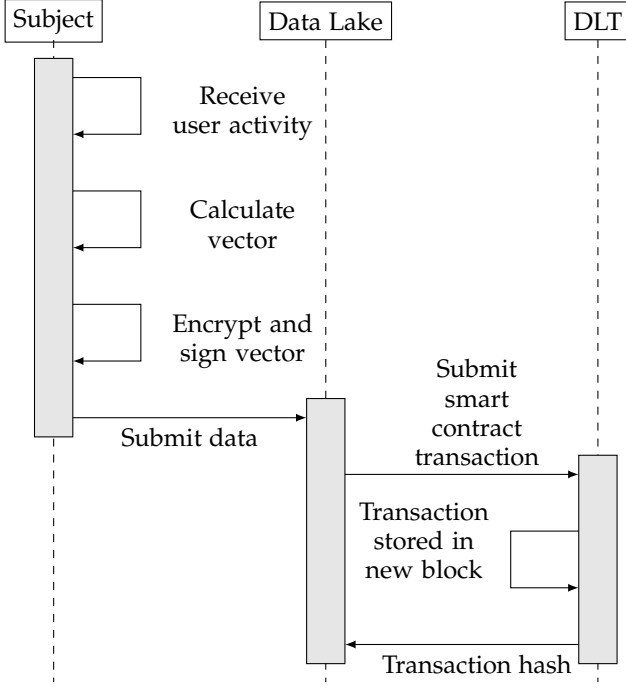 Subject
Data Lake
DLT
Receive
user activity
Calculate
vector
Encrypt and
sign vector
Submit data
Submit
smart
contract
transaction
Transaction
stored in
new block
Transaction hash